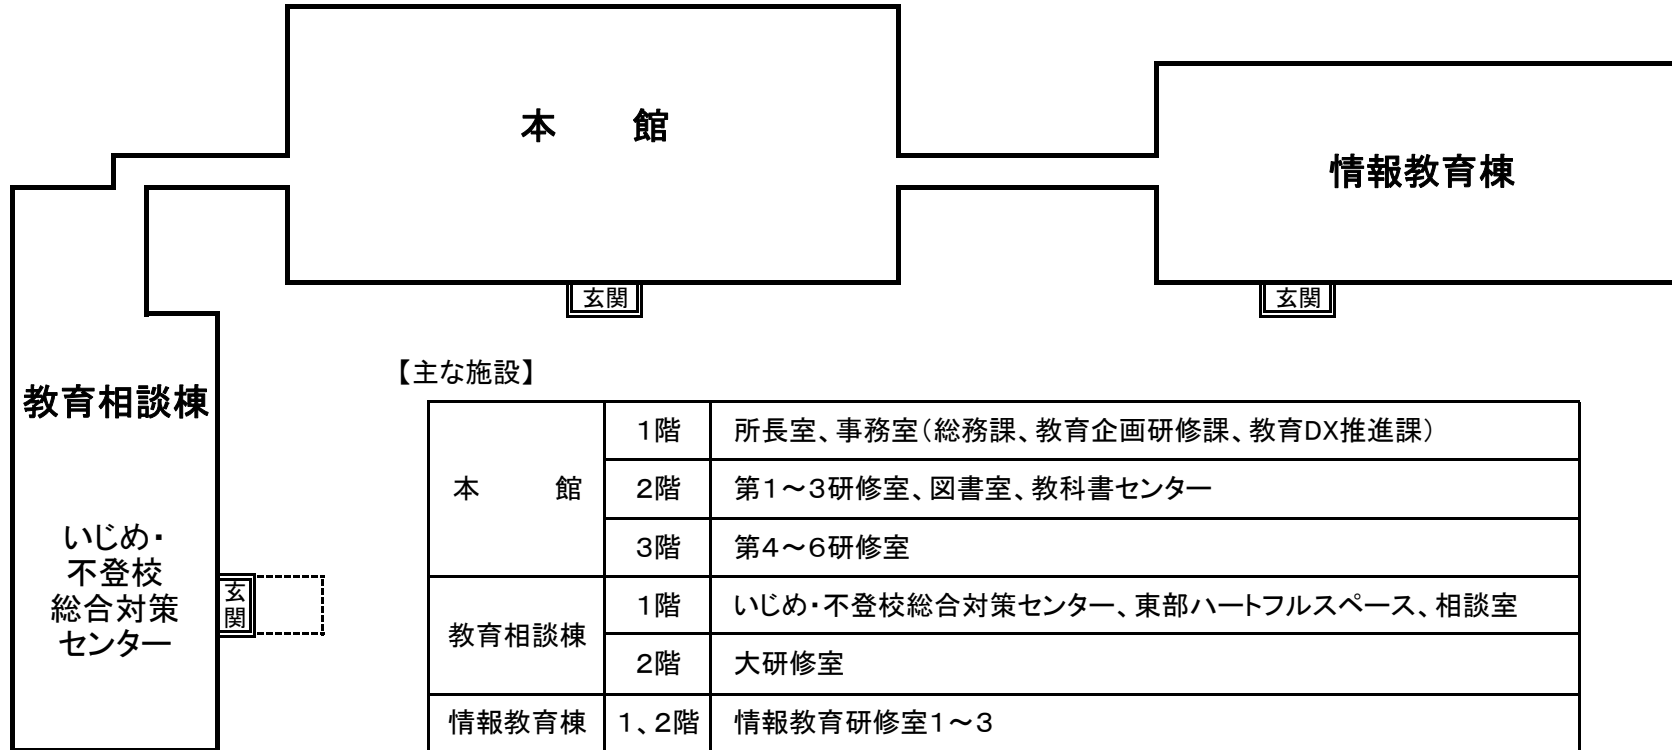 本　　館
情報教育棟
玄関
玄関
【主な施設】
教育相談棟
いじめ・
不登校
総合対策
センター
玄関
本　　館
1階 所長室、事務室（総務課、教育企画研修課、教育DX推進課）
2階 第1～3研修室、図書室、教科書センター
3階 第4～6研修室
教育相談棟
1階 いじめ・不登校総合対策センター、東部ハートフルスペース、相談室
2階 大研修室
情報教育棟 1、2階 情報教育研修室1～3